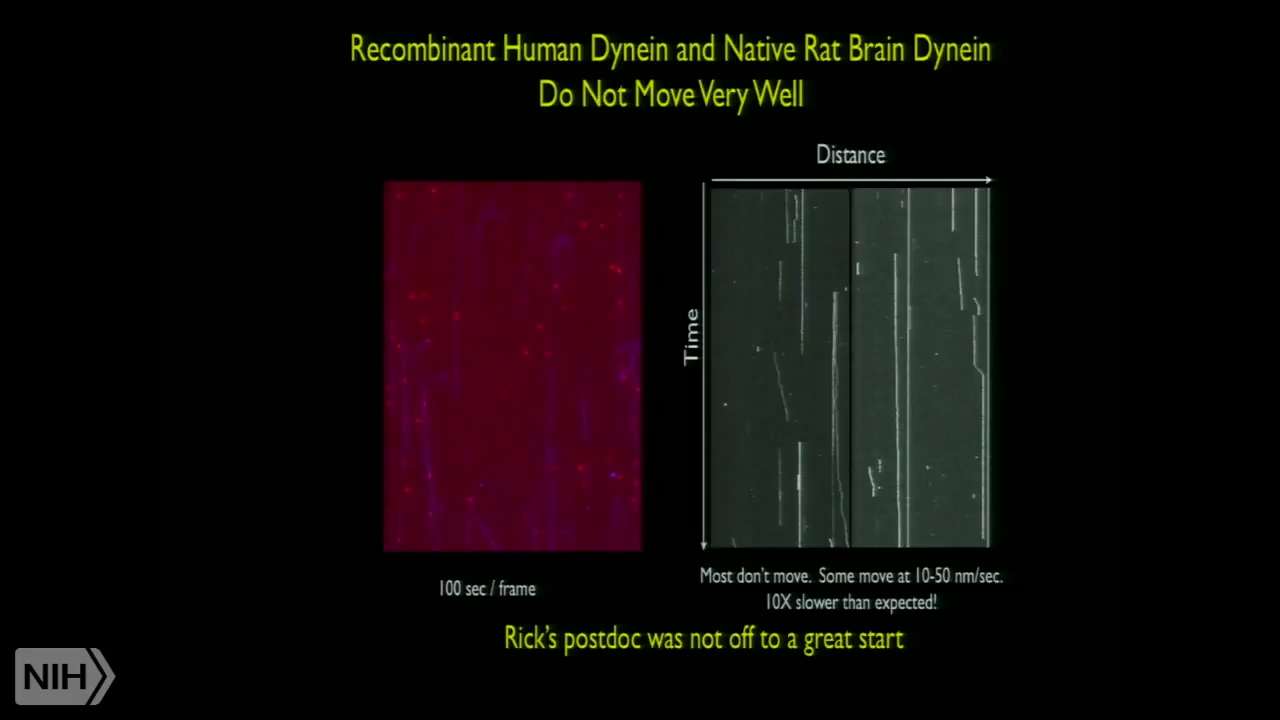 Recombinant Human Dynein and Native Rat Brain Dynein
Do Not Move Very Well
Distance
Time
100 sec / frame
Most don't move. Some move at 10-50 nm/sec.
10X slower than expected!
Rick's postdoc was not off to a great start
NIH